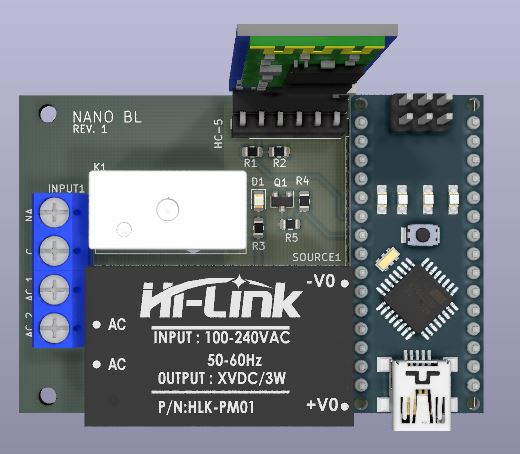 NANO BL
REV. 1
HC-5
K1
R1 R2
INPUT1
D1 Q1 R4
R3 R5
SOURCE1
NA
C
AC 1
AC 2
Hi-Link
-V0
AC
INPUT : 100-240VAC
50-60Hz
AC
OUTPUT : XVDC/3W
P/N:HLK-PM01
+V0